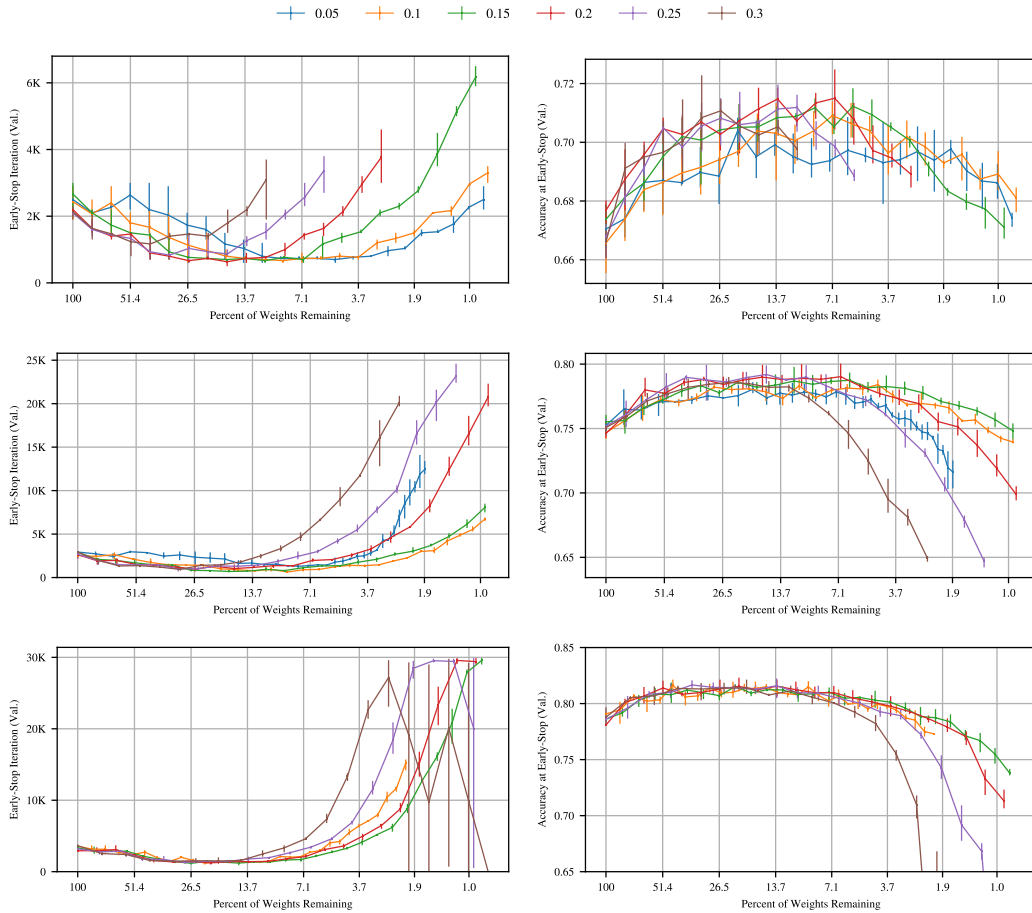 0.05 0.1 0.15 0.2 0.25 0.3
6K
4K
2K
0
Early-Stop Iteration (Val.)
100 51.4 26.5 13.7 7.1 3.7 1.9 1.0
Percent of Weights Remaining
0.72
0.70
0.68
0.66
Accuracy at Early-Stop (Val.)
100 51.4 26.5 13.7 7.1 3.7 1.9 1.0
Percent of Weights Remaining
25K
20K
15K
10K
5K
0
Early-Stop Iteration (Val.)
100 51.4 26.5 13.7 7.1 3.7 1.9 1.0
Percent of Weights Remaining
0.80
0.75
0.70
0.65
Accuracy at Early-Stop (Val.)
100 51.4 26.5 13.7 7.1 3.7 1.9 1.0
Percent of Weights Remaining
30K
20K
10K
0
Early-Stop Iteration (Val.)
100 51.4 26.5 13.7 7.1 3.7 1.9 1.0
Percent of Weights Remaining
0.85
0.80
0.75
0.70
0.65
Accuracy at Early-Stop (Val.)
100 51.4 26.5 13.7 7.1 3.7 1.9 1.0
Percent of Weights Remaining